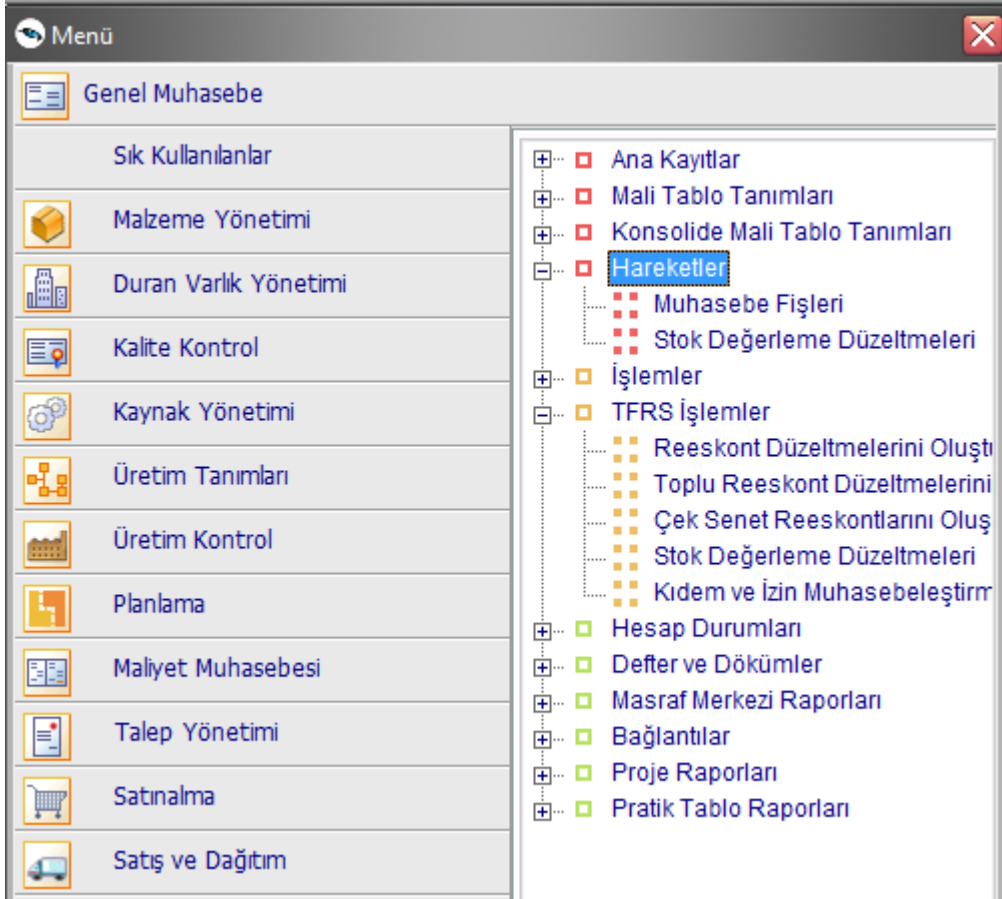 Menü
Genel Muhasebe
Sık Kullanılanlar
Malzeme Yönetimi
Duran Varlık Yönetimi
Kalite Kontrol
Kaynak Yönetimi
Üretim Tanımları
Üretim Kontrol
Planlama
Maliyet Muhasebesi
Talep Yönetimi
Satınalma
Satış ve Dağıtım
Ana Kayıtlar
Mali Tablo Tanımları
Konsolide Mali Tablo Tanımları
Hareketler
Muhasebe Fişleri
Stok Değerleme Düzeltmeleri
İşlemler
TFRS İşlemler
Reeskont Düzeltmelerini Oluştu
Toplu Reeskont Düzeltmelerini
Çek Senet Reeskontlarını Oluş
Stok Değerleme Düzeltmeleri
Kıdem ve İzin Muhasebeleştirm
Hesap Durumları
Defter ve Dökümler
Masraf Merkezi Raporları
Bağlantılar
Proje Raporları
Pratik Tablo Raporları